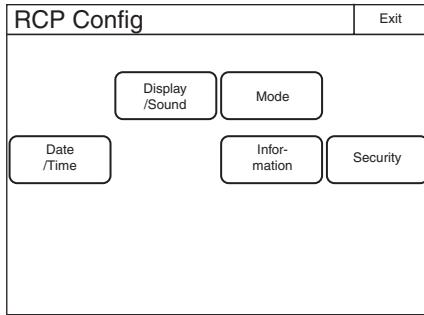 RCP Config
Exit
Display
/Sound
Mode
Date
/Time
Infor-
mation
Security